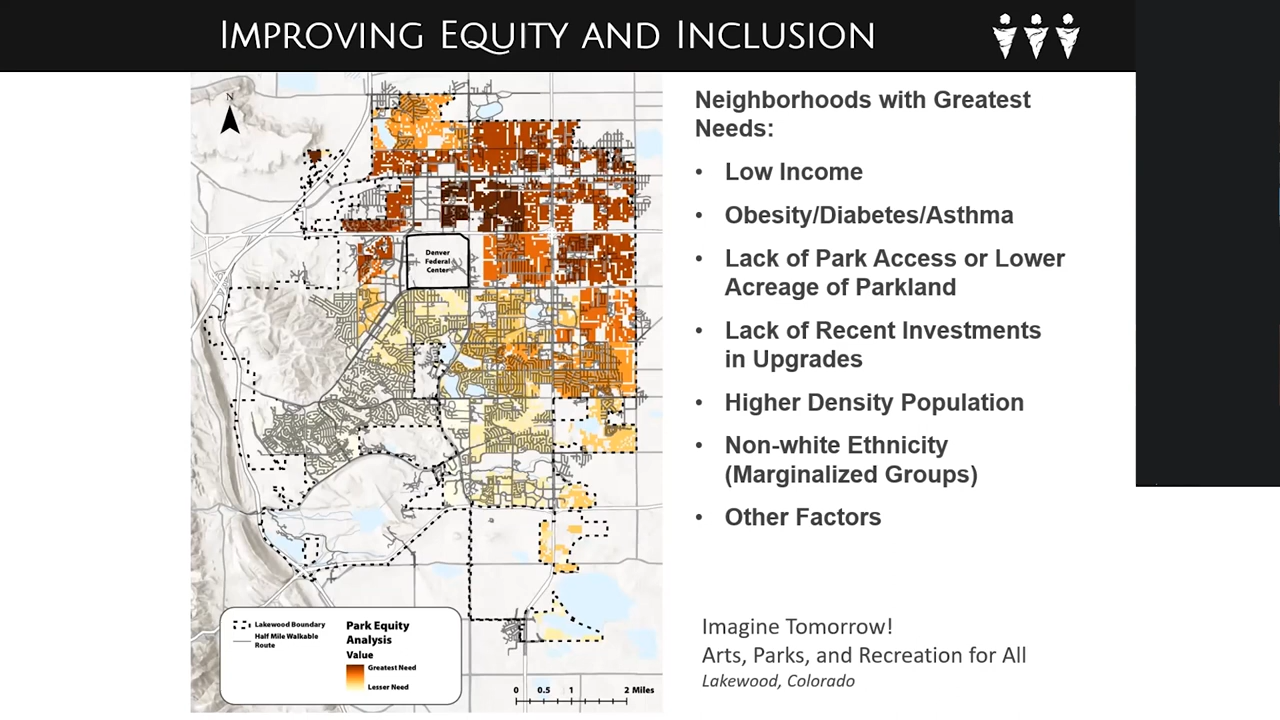 Improving Equity and Inclusion
N
Denver
Federal
Center
Lakewood Boundary
Half Mile Walkable
Route
Park Equity
Analysis
Value
Greatest Need
Lesser Need
0 0.5 1 2 Miles
Neighborhoods with Greatest
Needs:
• Low Income
• Obesity/Diabetes/Asthma
• Lack of Park Access or Lower
Acreage of Parkland
• Lack of Recent Investments
in Upgrades
• Higher Density Population
• Non-white Ethnicity
(Marginalized Groups)
• Other Factors
Imagine Tomorrow!
Arts, Parks, and Recreation for All
Lakewood, Colorado